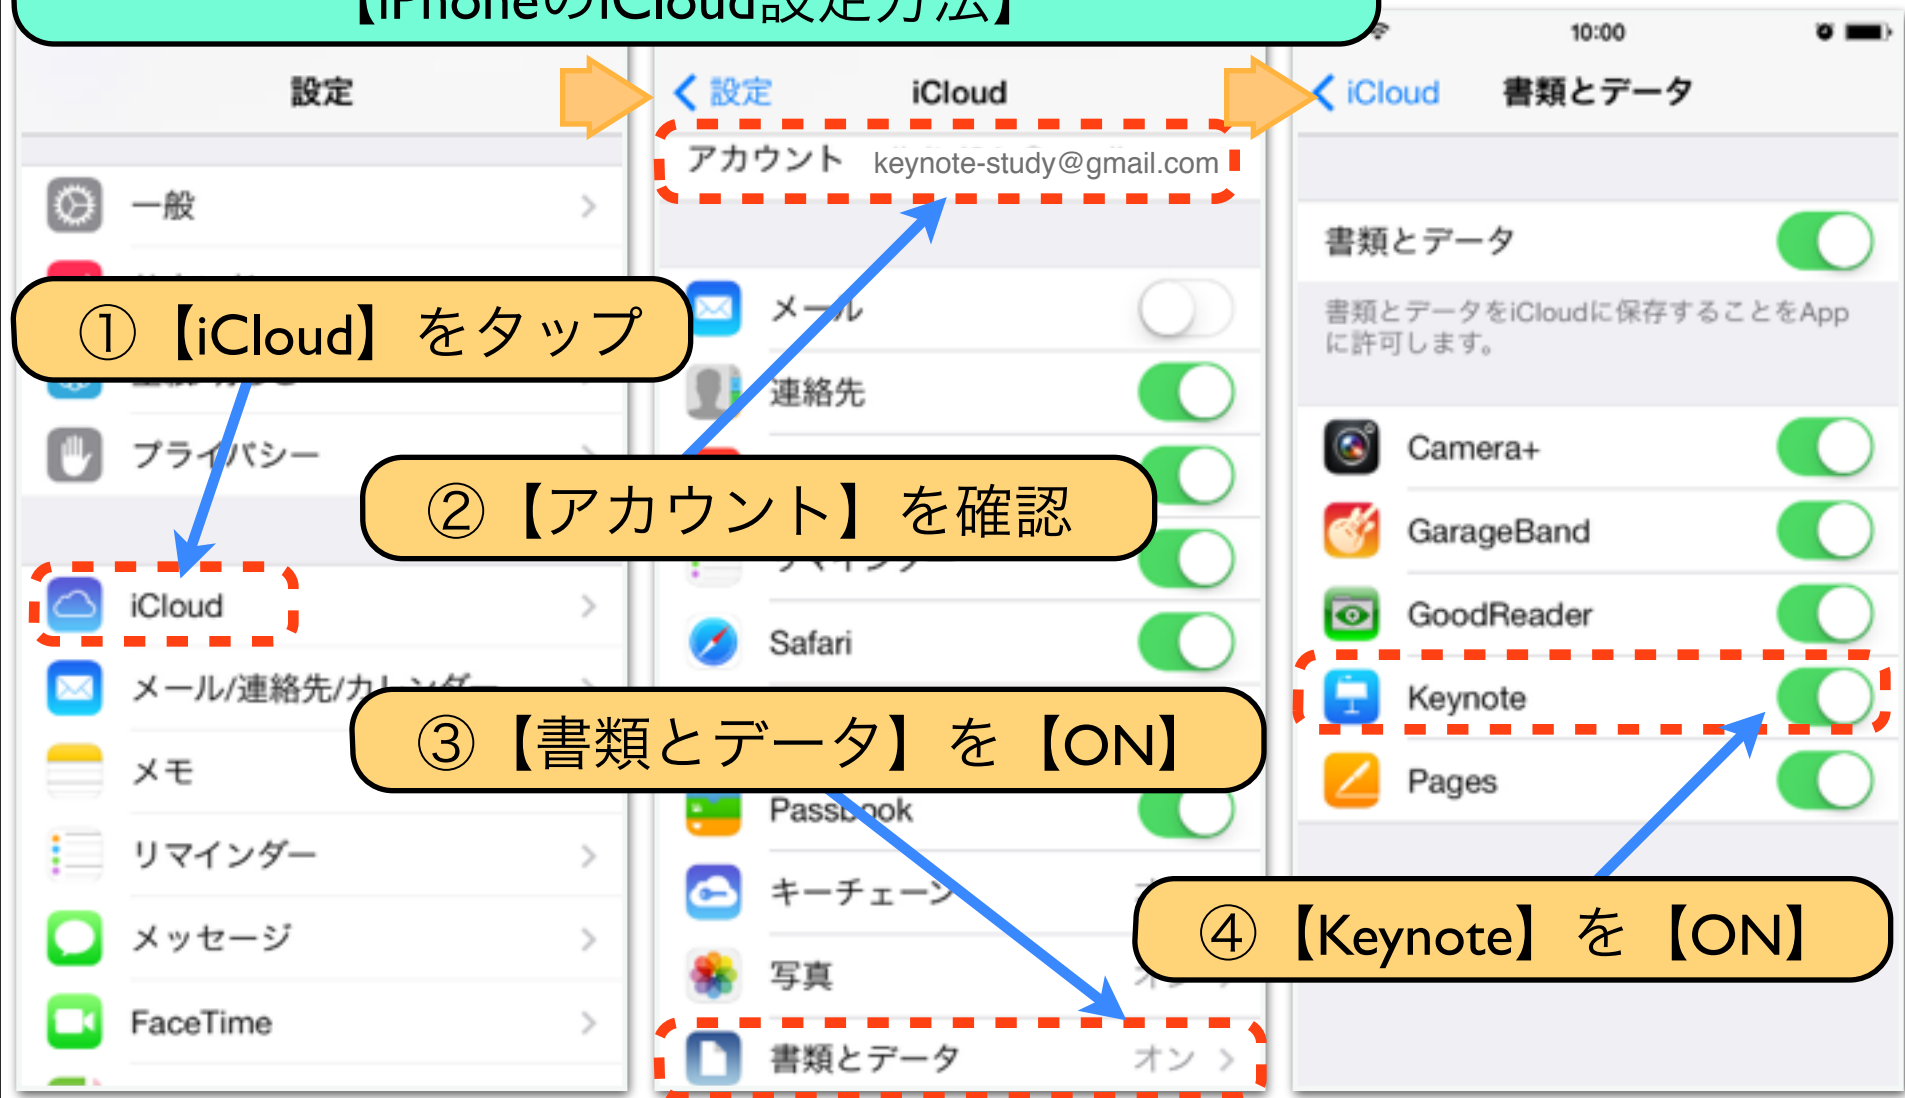 【iPhoneのiCloud設定方法】
設定
一般
①【iCloud】をタップ
プライバシー
iCloud
メール/連絡先/カレンダー
メモ
リマインダー
メッセージ
FaceTime
設定
iCloud
アカウント keynote-study@gmail.com
メール
連絡先
②【アカウント】を確認
リマインダー
Safari
③【書類とデータ】を【ON】
Passbook
キーチェーン
写真
書類とデータ オン
10:00
iCloud
書類とデータ
書類とデータ
書類とデータをiCloudに保存することをApp
に許可します。
Camera+
GarageBand
GoodReader
Keynote
Pages
④【Keynote】を【ON】